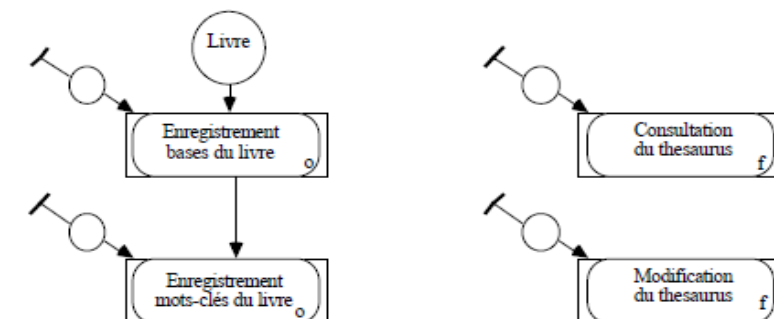 Livre
Enregistrement
bases du livre
o
Consultation
du thesaurus
f
Enregistrement
mots-clés du livre
o
Modification
du thesaurus
f